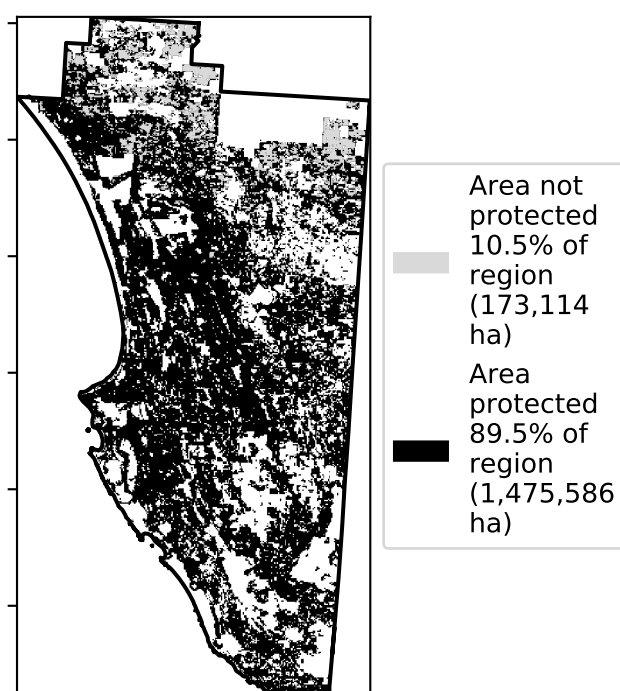 Area not
protected
10.5% of
region
(173,114
ha)
Area
protected
89.5% of
region
(1,475,586
ha)